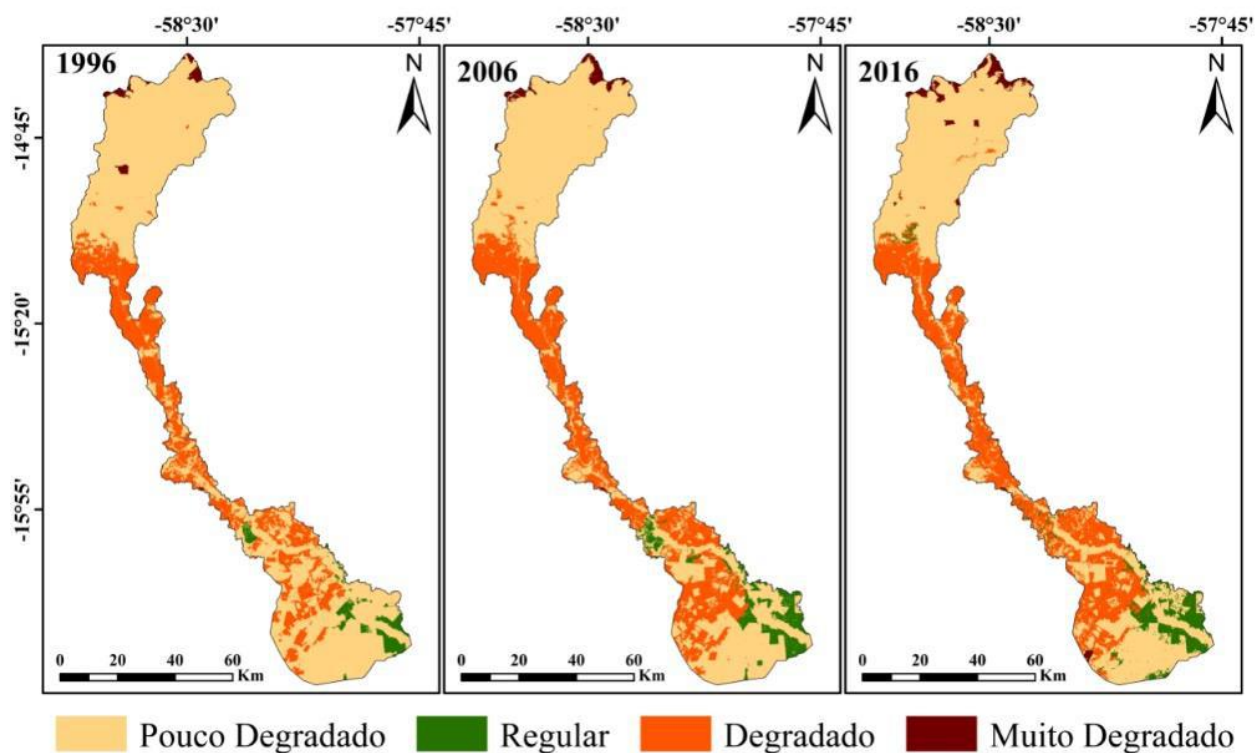 -58°30' -57°45' -58°30' -57°45' -58°30' -57°45'
1996 N 2006 N 2016 N
-14°45'
-15°20'
-15°55'
0 20 40 60 Km 0 20 40 60 Km 0 20 40 60 Km
Pouco Degradado Regular Degradado Muito Degradado